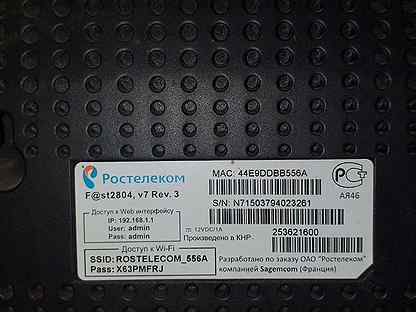 Ростелеком
F@st2804, v7 Rev. 3
Доступ к Web интерфейсу
IP: 192.168.1.1
User: admin
Pass: admin
Доступ к Wi-Fi
SSID: ROSTELECOM_556A
Pass: X63PMFRJ
MAC: 44E9DDBB556A
S/N: N71503794023261
12VDC/1A
Произведено в КНР
253621600
Разработано по заказу ОАО "Ростелеком"
компанией Sagemcom (Франция)
АЯ46